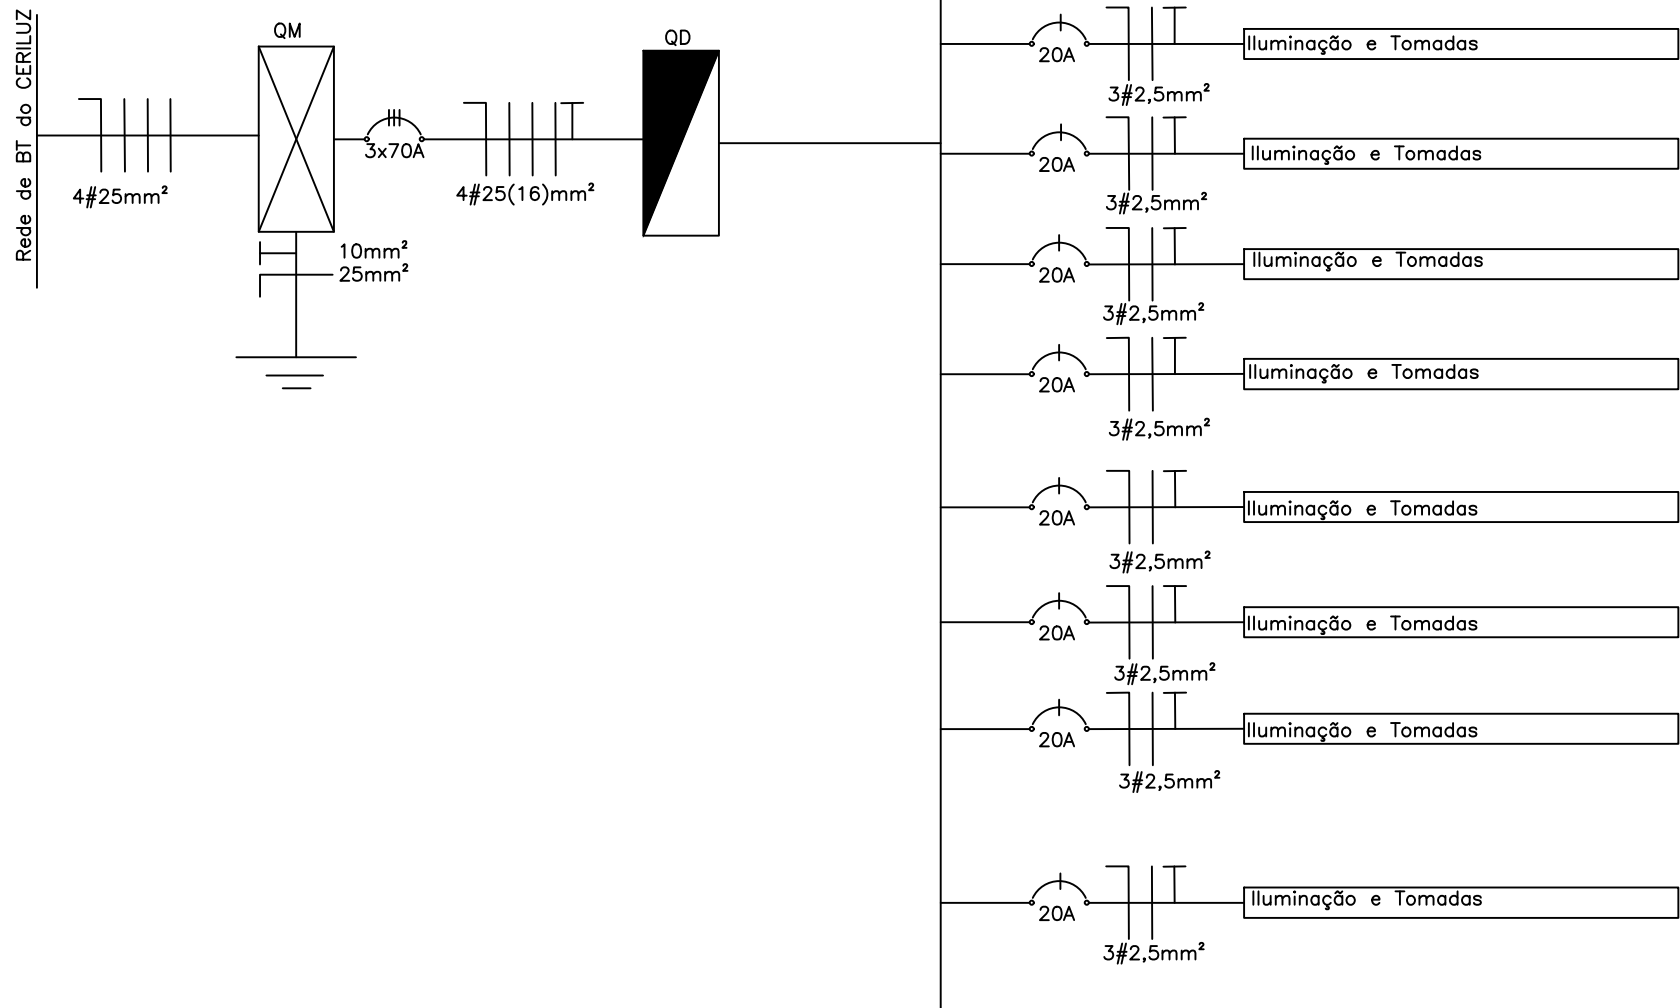 Rede de BT do CERILUZ
QM
4#25mm²
3x70A
10mm²
25mm²
4#25(16)mm²
QD
20A
3#2,5mm²
Iluminação e Tomadas
20A
3#2,5mm²
Iluminação e Tomadas
20A
3#2,5mm²
Iluminação e Tomadas
20A
3#2,5mm²
Iluminação e Tomadas
20A
3#2,5mm²
Iluminação e Tomadas
20A
3#2,5mm²
Iluminação e Tomadas
20A
3#2,5mm²
Iluminação e Tomadas
20A
3#2,5mm²
Iluminação e Tomadas